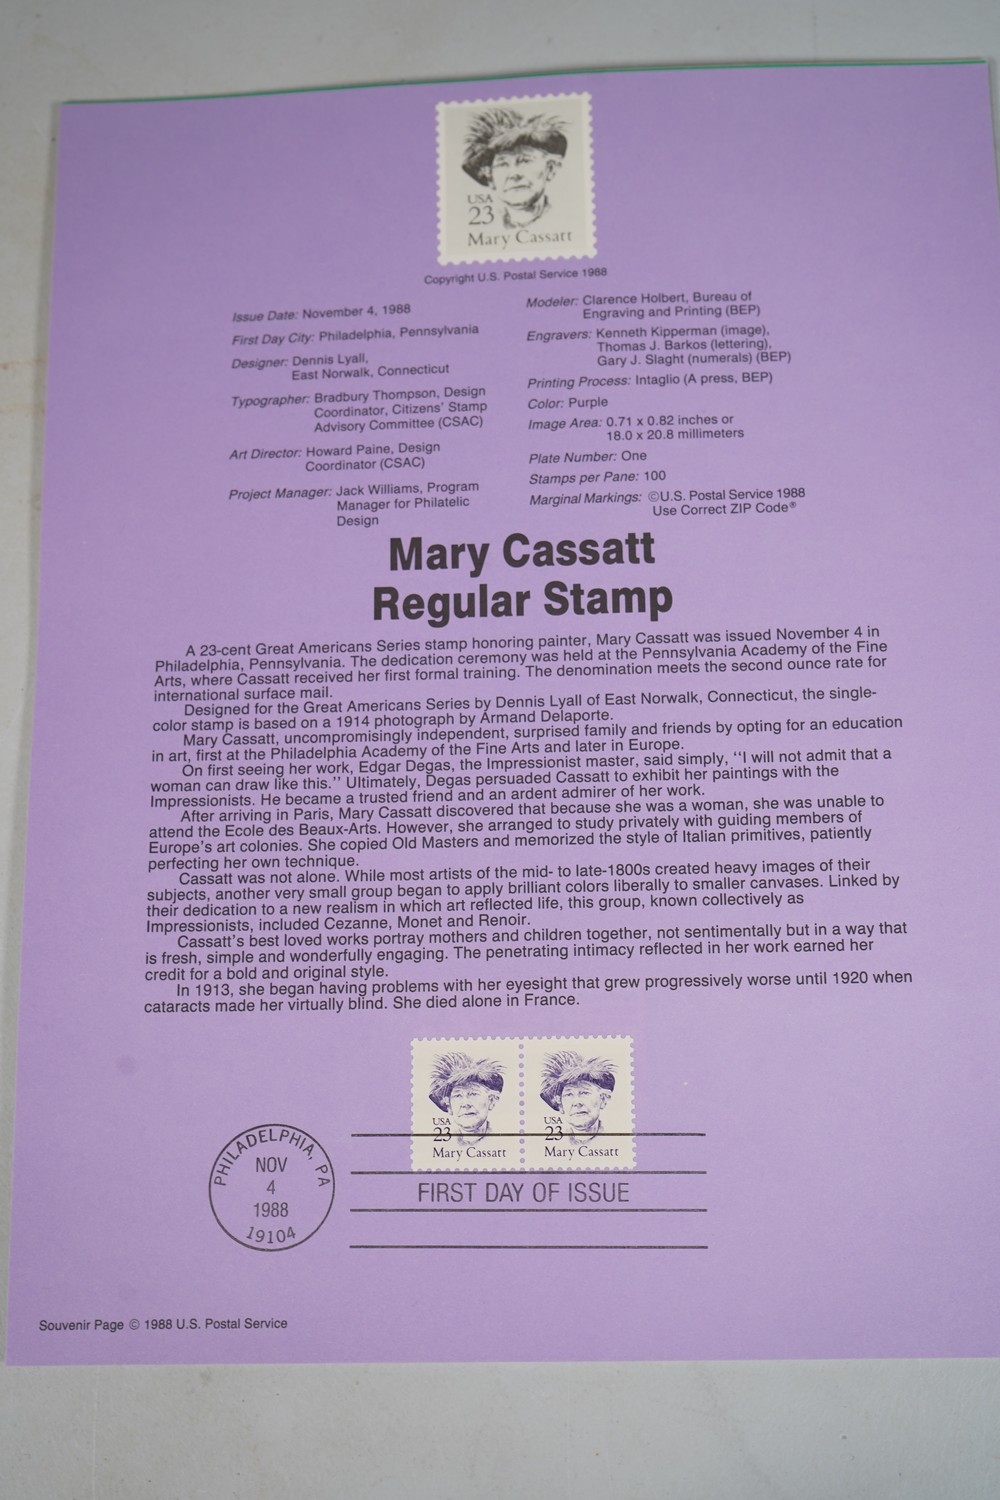 USA
23
Mary Cassatt
Copyright U.S. Postal Service 1988
Issue Date: November 4, 1988
First Day City: Philadelphia, Pennsylvania
Designer: Dennis Lyall,
East Norwalk, Connecticut
Typographer: Bradbury Thompson, Design
Coordinator, Citizens' Stamp
Advisory Committee (CSAC)
Art Director: Howard Paine, Design
Coordinator (CSAC)
Project Manager: Jack Williams, Program
Manager for Philatelic
Design
Modeler: Clarence Holbert, Bureau of
Engraving and Printing (BEP)
Engravers: Kenneth Kipperman (image),
Thomas J. Barkos (lettering),
Gary J. Slaght (numerals) (BEP)
Printing Process: Intaglio (A press, BEP)
Color: Purple
Image Area: 0.71 x 0.82 inches or
18.0 x 20.8 millimeters
Plate Number: One
Stamps per Pane: 100
Marginal Markings: ©U.S. Postal Service 1988
Use Correct ZIP Code®
Mary Cassatt
Regular Stamp
A 23-cent Great Americans Series stamp honoring painter, Mary Cassatt was issued November 4 in
Philadelphia, Pennsylvania. The dedication ceremony was held at the Pennsylvania Academy of the Fine
Arts, where Cassatt received her first formal training. The denomination meets the second ounce rate for
international surface mail.
Designed for the Great Americans Series by Dennis Lyall of East Norwalk, Connecticut, the single-
color stamp is based on a 1914 photograph by Armand Delaporte.
Mary Cassatt, uncompromisingly independent, surprised family and friends by opting for an education
in art, first at the Philadelphia Academy of the Fine Arts and later in Europe.
On first seeing her work, Edgar Degas, the Impressionist master, said simply, "I will not admit that a
woman can draw like this." Ultimately, Degas persuaded Cassatt to exhibit her paintings with the
Impressionists. He became a trusted friend and an ardent admirer of her work.
After arriving in Paris, Mary Cassatt discovered that because she was a woman, she was unable to
attend the Ecole des Beaux-Arts. However, she arranged to study privately with guiding members of
Europe's art colonies. She copied Old Masters and memorized the style of Italian primitives, patiently
perfecting her own technique.
Cassatt was not alone. While most artists of the mid- to late-1800s created heavy images of their
subjects, another very small group began to apply brilliant colors liberally to smaller canvases. Linked by
their dedication to a new realism in which art reflected life, this group, known collectively as
Impressionists, included Cezanne, Monet and Renoir.
Cassatt's best loved works portray mothers and children together, not sentimentally but in a way that
is fresh, simple and wonderfully engaging. The penetrating intimacy reflected in her work earned her
credit for a bold and original style.
In 1913, she began having problems with her eyesight that grew progressively worse until 1920 when
cataracts made her virtually blind. She died alone in France.
USA
23
Mary Cassatt
USA
23
Mary Cassatt
PHILADELPHIA, PA
NOV
4
1988
19104
FIRST DAY OF ISSUE
Souvenir Page © 1988 U.S. Postal Service